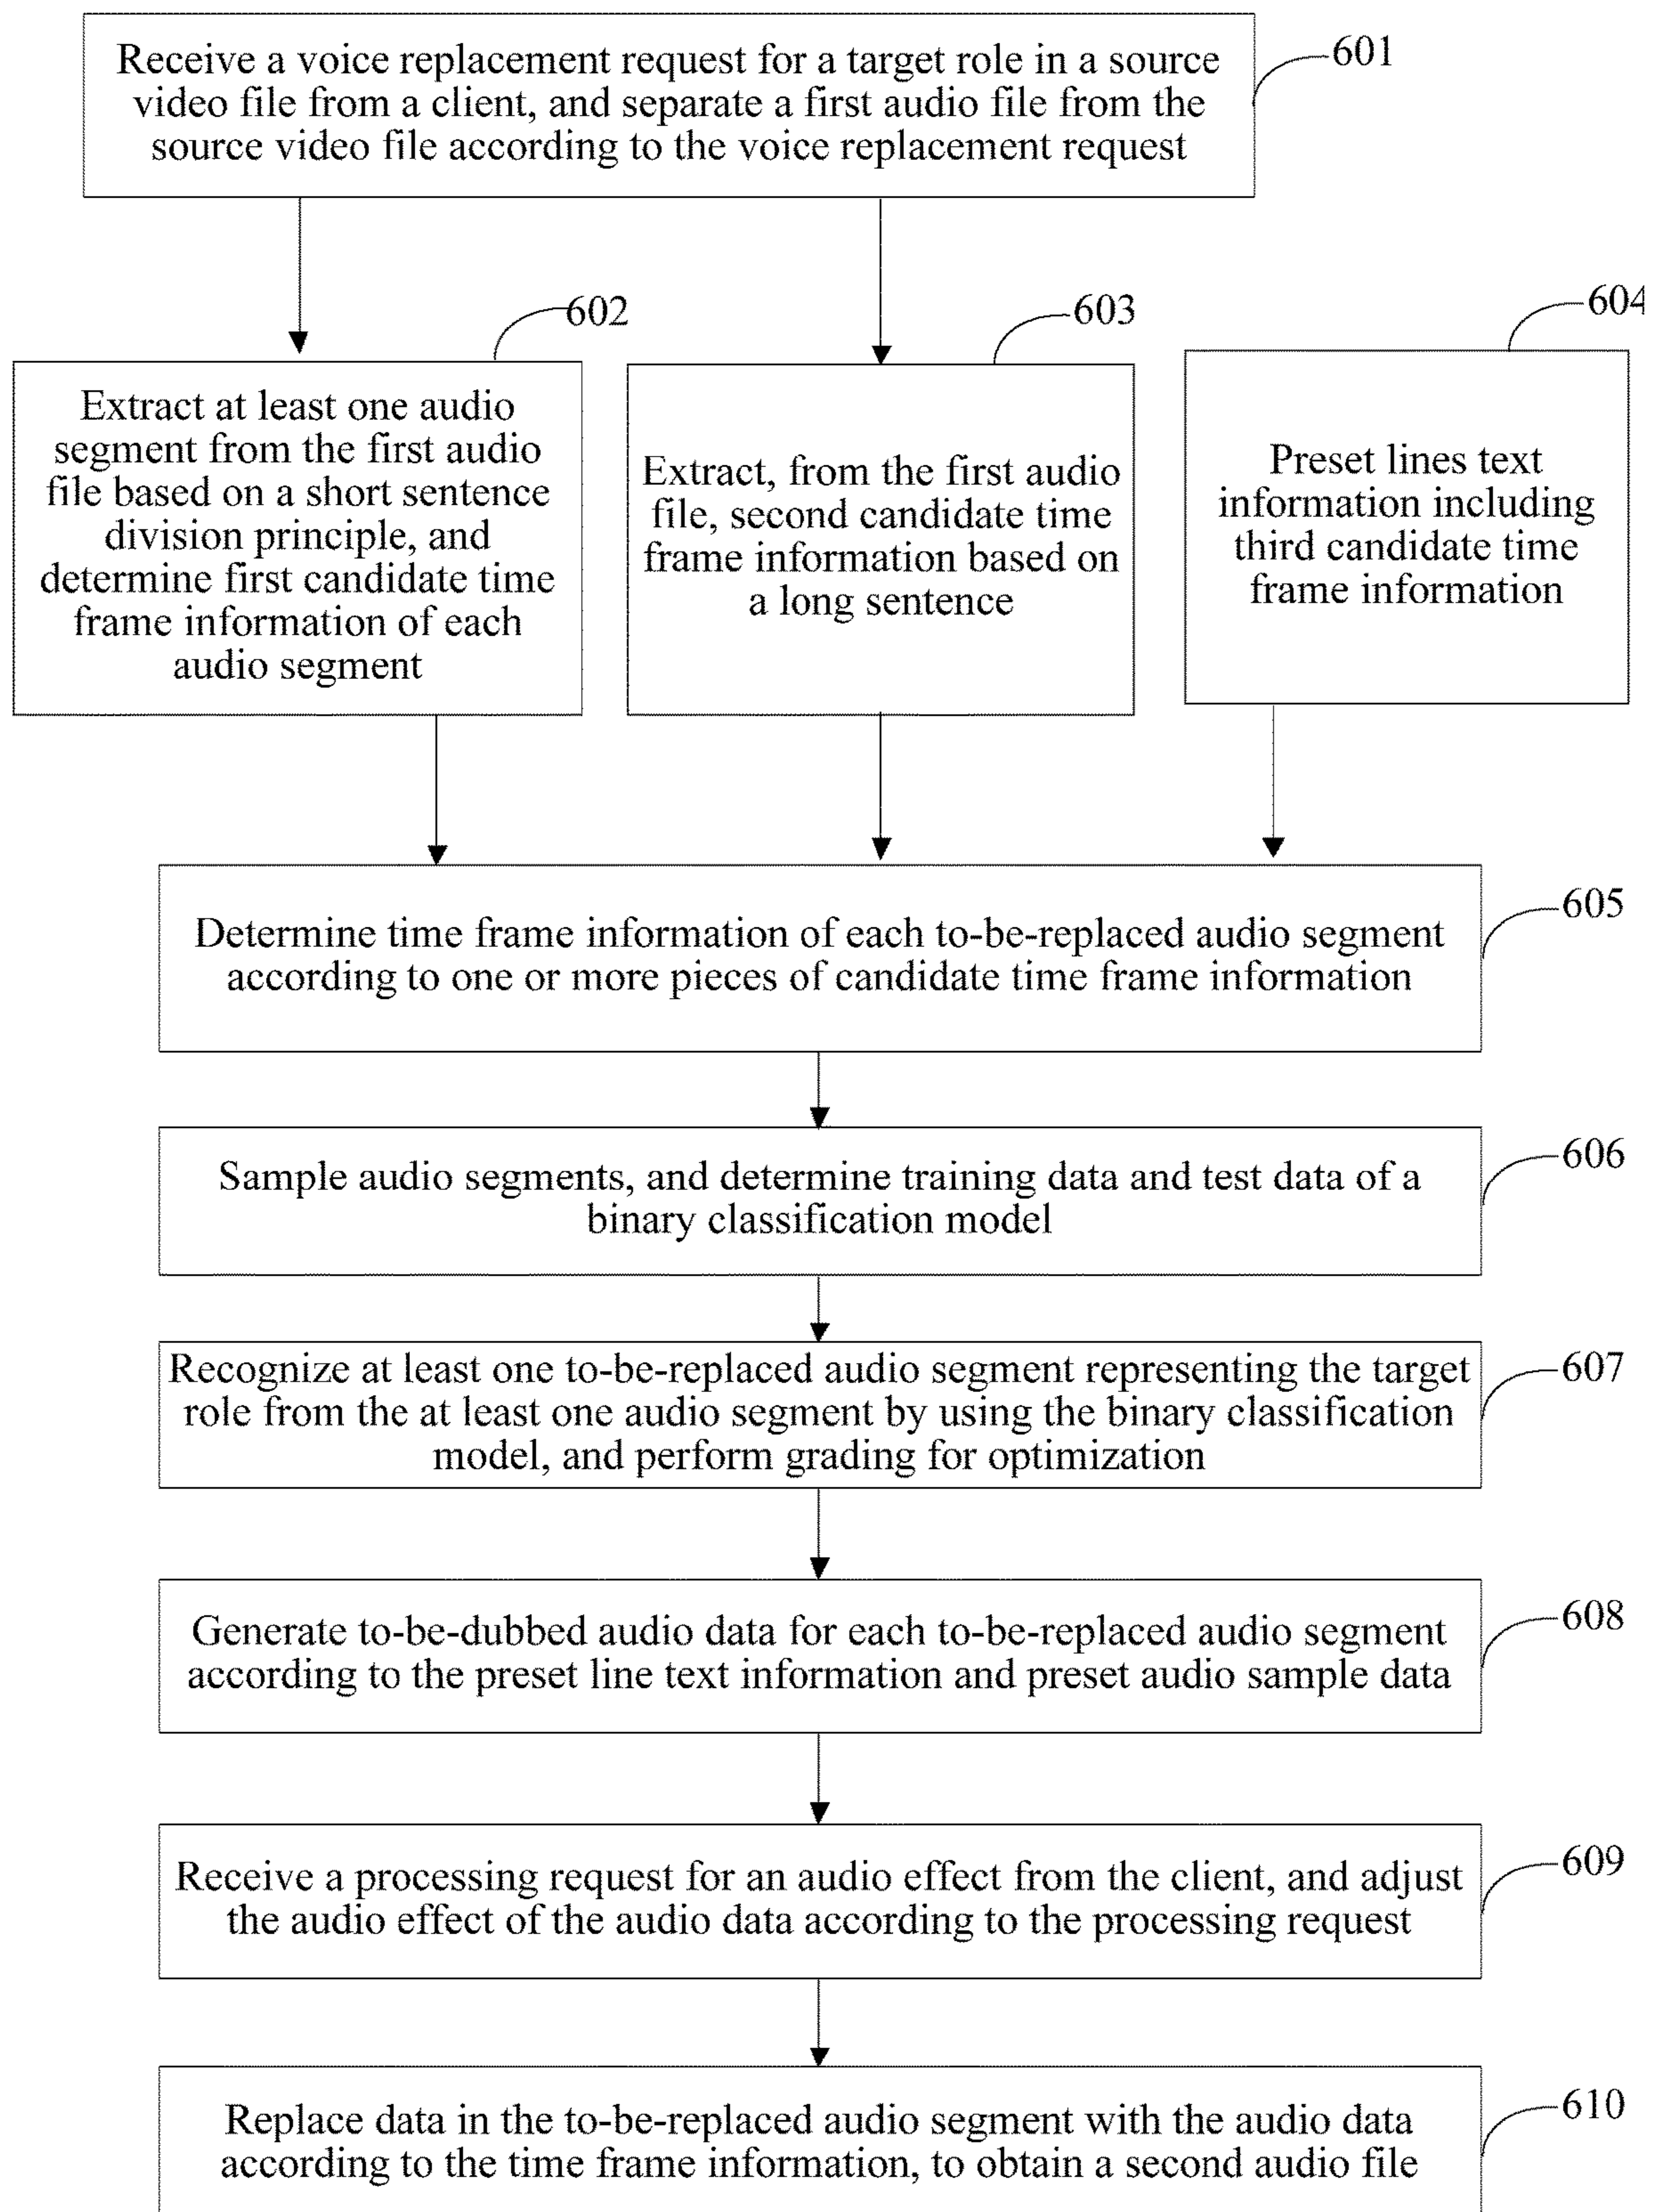 Receive a voice replacement request for a target role in a source
video file from a client, and separate a first audio file from the
source video file according to the voice replacement request
601
602
Extract at least one audio
segment from the first audio
file based on a short sentence
division principle, and
determine first candidate time
frame information of each
audio segment
603
Extract, from the first audio
file, second candidate time
frame information based on
a long sentence
604
Preset lines text
information including
third candidate time
frame information
Determine time frame information of each to-be-replaced audio segment
according to one or more pieces of candidate time frame information
605
Sample audio segments, and determine training data and test data of a
binary classification model
606
Recognize at least one to-be-replaced audio segment representing the target
role from the at least one audio segment by using the binary classification
model, and perform grading for optimization
607
Generate to-be-dubbed audio data for each to-be-replaced audio segment
according to the preset line text information and preset audio sample data
608
Receive a processing request for an audio effect from the client, and adjust
the audio effect of the audio data according to the processing request
609
Replace data in the to-be-replaced audio segment with the audio data
according to the time frame information, to obtain a second audio file
610